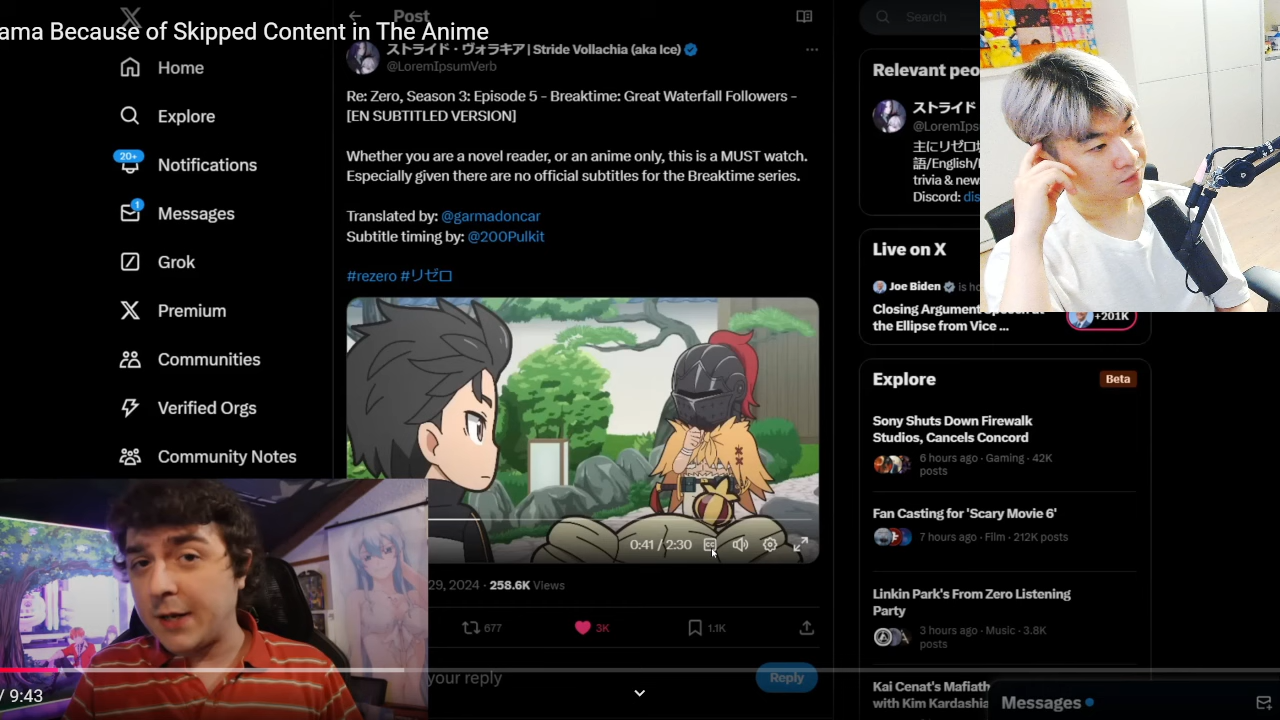 ama Because of Skipped Content in The Anime
Post
Search
Home
Explore
20+
Notifications
1
Messages
Grok
Premium
Communities
Verified Orgs
Community Notes
ストライド・ヴォラキア | Stride Vollachia (aka Ice)
@LoremIpsumVerb
Re: Zero, Season 3: Episode 5 - Breaktime: Great Waterfall Followers -
[EN SUBTITLED VERSION]
Whether you are a novel reader, or an anime only, this is a MUST watch.
Especially given there are no official subtitles for the Breaktime series.
Translated by: @garmadoncar
Subtitle timing by: @200Pulkit
#rezero #リゼロ
0:41 / 2:30
29, 2024 · 258.6K Views
677
3K
1.1K
your reply
Reply
/ 9:43
Relevant peo
ストライド
@LoremIps
主にリゼロ
語/English/
trivia & new
Discord: dis
Live on X
Joe Biden is ho
Closing Argument
the Ellipse from Vice ...
+201K
Explore
Beta
Sony Shuts Down Firewalk
Studios, Cancels Concord
6 hours ago · Gaming · 42K
posts
Fan Casting for 'Scary Movie 6'
7 hours ago · Film · 212K posts
Linkin Park's From Zero Listening
Party
3 hours ago · Music · 3.8K
posts
Kai Cenat's Mafiath
with Kim Kardashia
Messages